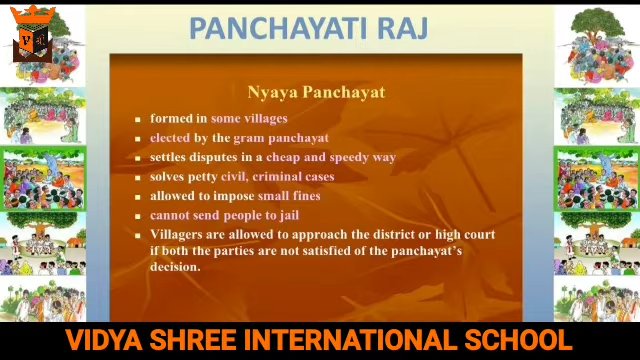 PANCHAYATI RAJ
Nyaya Panchayat
formed in some villages
elected by the gram panchayat
settles disputes in a cheap and speedy way
solves petty civil, criminal cases
allowed to impose small fines
cannot send people to jail
Villagers are allowed to approach the district or high court
if both the parties are not satisfied of the panchayat's
decision.
VIDYA SHREE INTERNATIONAL SCHOOL